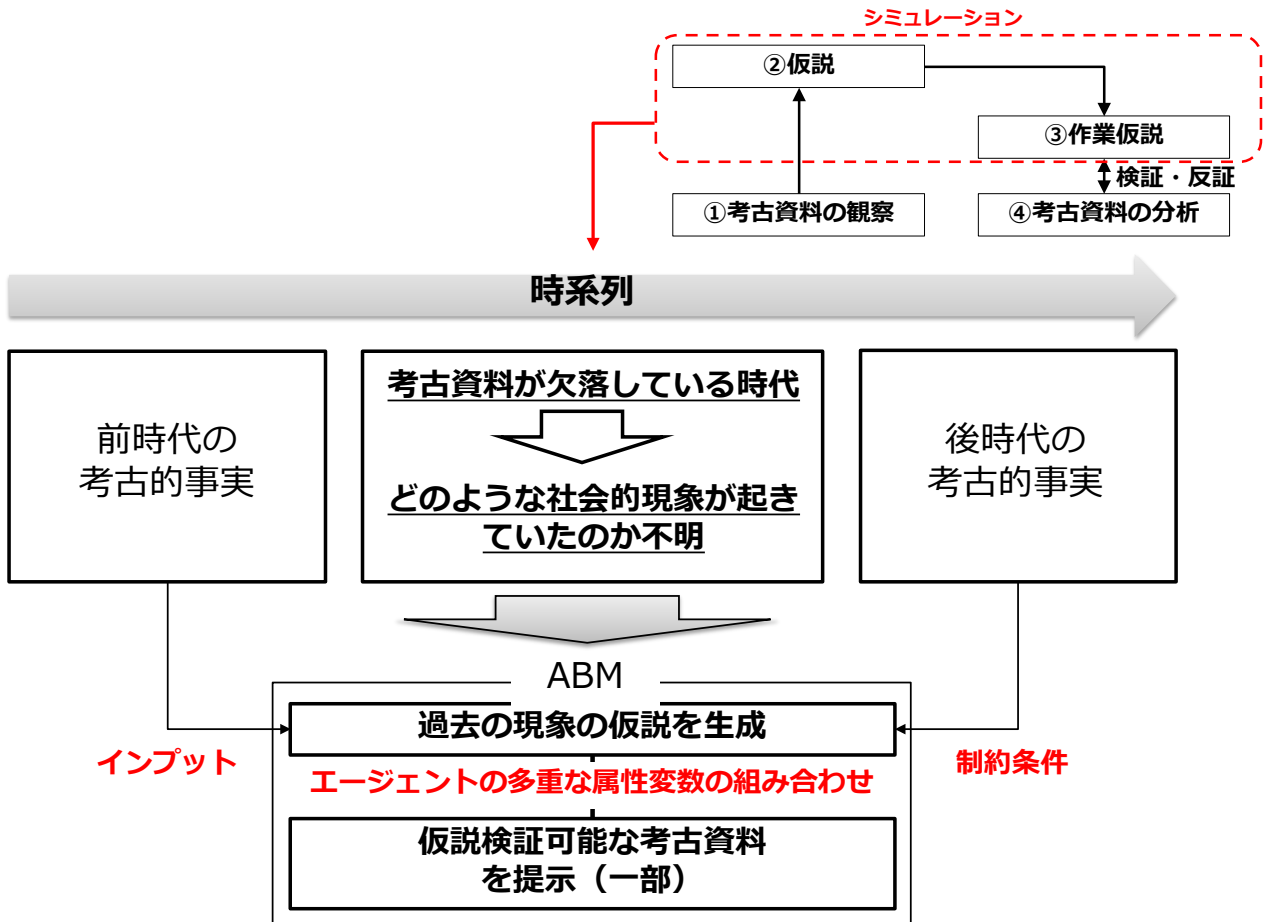 シミュレーション
②仮説
③作業仮説
検証・反証
①考古資料の観察
④考古資料の分析
時系列
前時代の
考古的事実
考古資料が欠落している時代
どのような社会的現象が起き
ていたのか不明
後時代の
考古的事実
ABM
過去の現象の仮説を生成
インプット
エージェントの多重な属性変数の組み合わせ
制約条件
仮説検証可能な考古資料
を提示（一部）